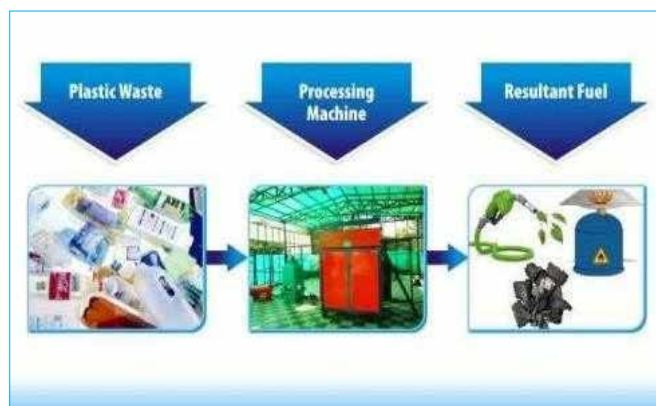 Plastic Waste
Processing
Machine
Resultant Fuel